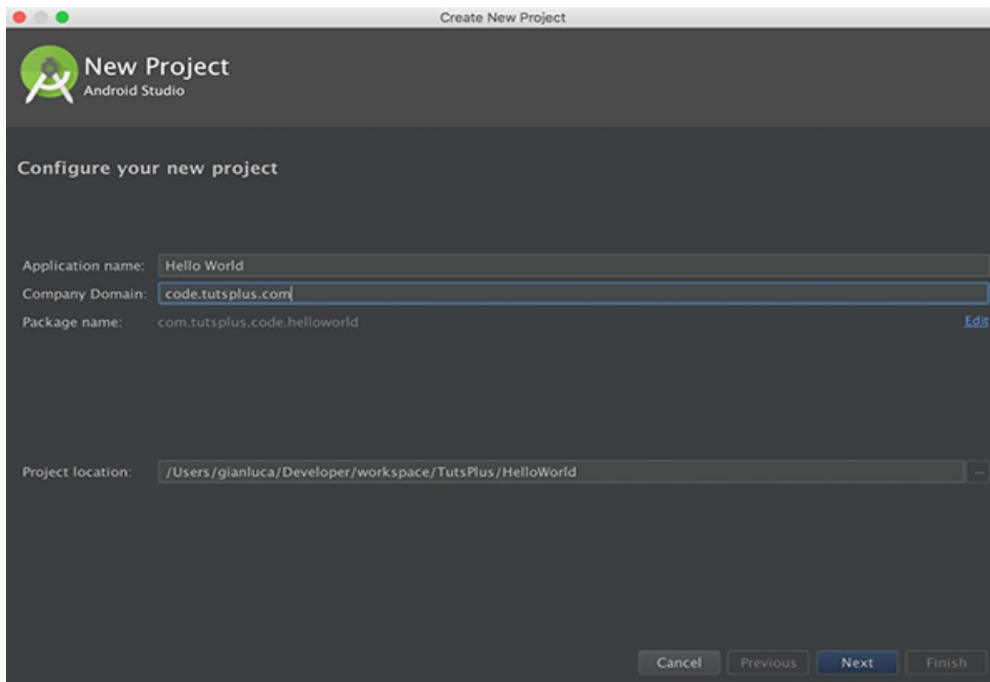 Create New Project
New Project
Android Studio
Configure your new project
Application name: Hello World
Company Domain: code.tutsplus.com
Package name: com.tutsplus.code.helloworld Edit
Project location: /Users/gianluca/Developer/workspace/TutsPlus/HelloWorld ...
Cancel Previous Next Finish